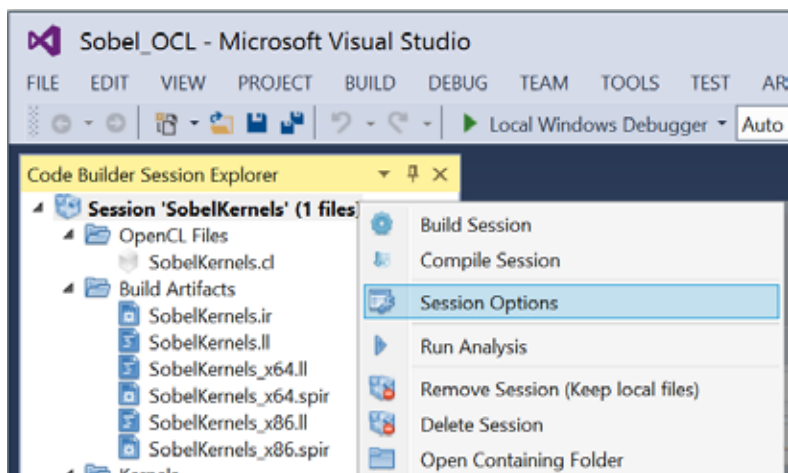 Sobel_OCL - Microsoft Visual Studio
FILE EDIT VIEW PROJECT BUILD DEBUG TEAM TOOLS TEST
Local Windows Debugger Auto
Code Builder Session Explorer
Session 'SobelKernels' (1 files)
OpenCL Files
SobelKernels.cl
Build Artifacts
SobelKernels.ir
SobelKernels.ll
SobelKernels_x64.ll
SobelKernels_x64.spir
SobelKernels_x86.ll
SobelKernels_x86.spir
Kernels
Build Session
Compile Session
Session Options
Run Analysis
Remove Session (Keep local files)
Delete Session
Open Containing Folder